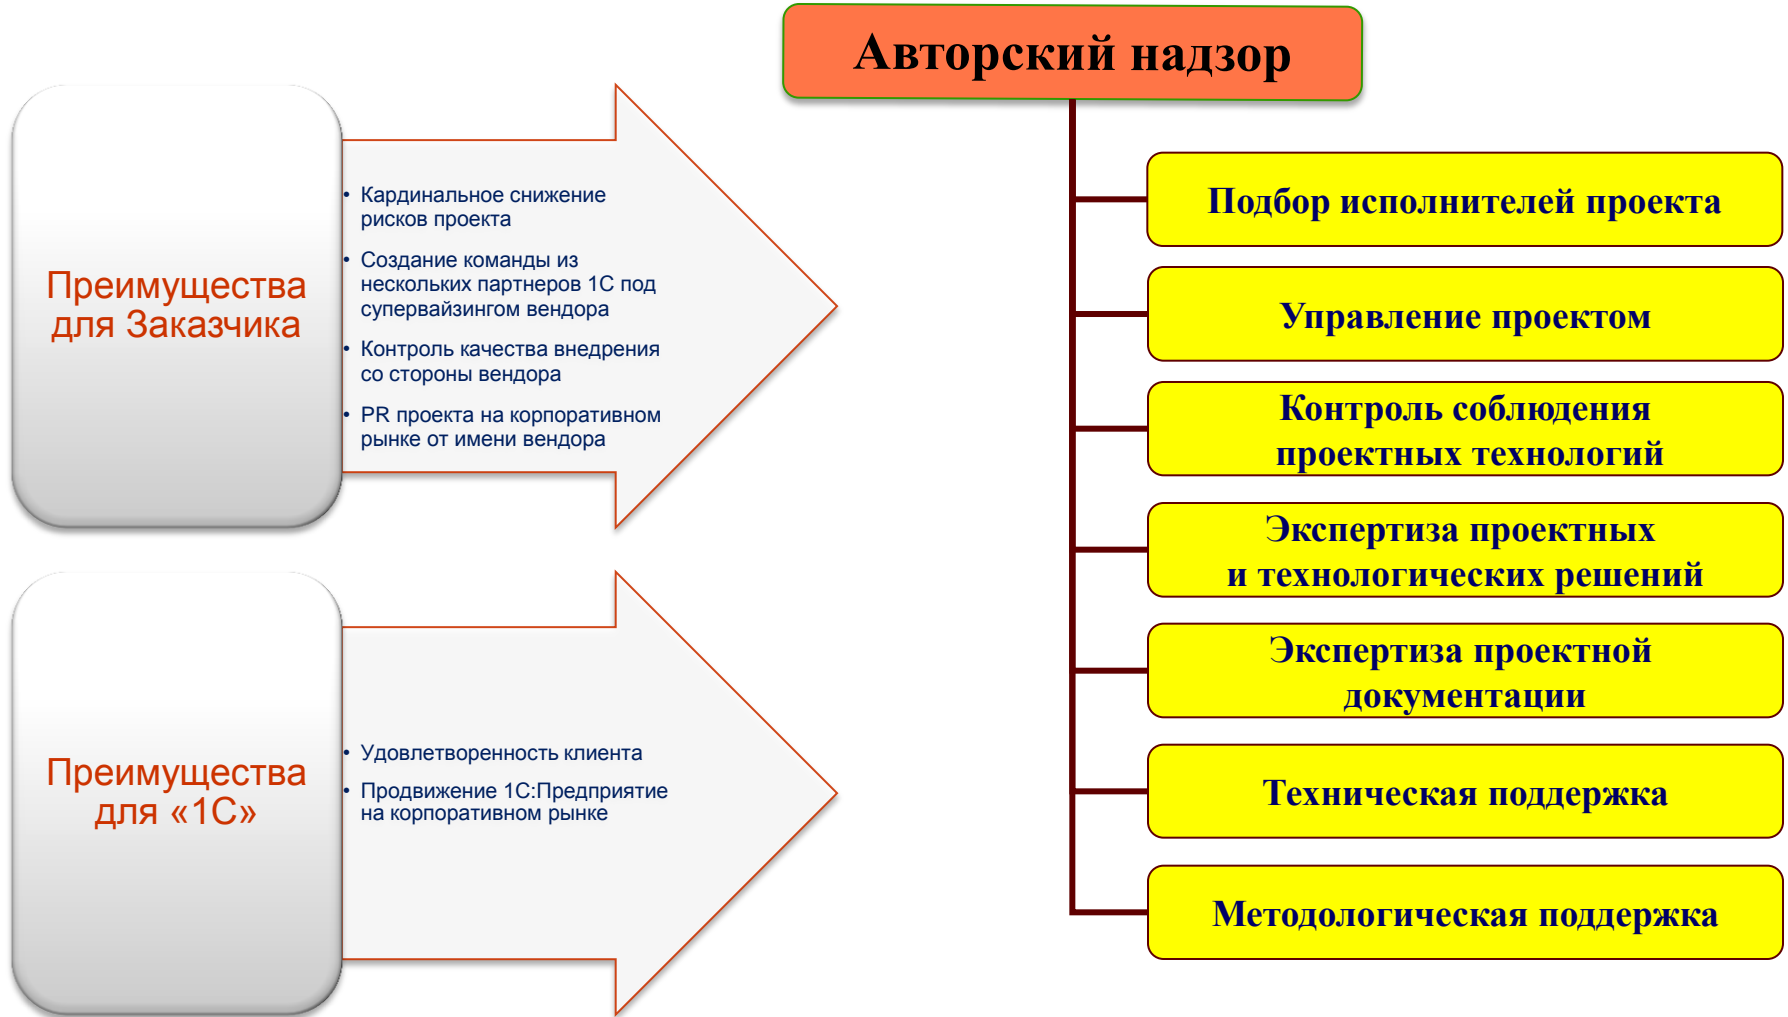 Авторский надзор
Преимущества
для Заказчика
• Кардинальное снижение
рисков проекта
• Создание команды из
нескольких партнеров 1С под
супервайзингом вендора
• Контроль качества внедрения
со стороны вендора
• PR проекта на корпоративном
рынке от имени вендора
Преимущества
для «1С»
• Удовлетворенность клиента
• Продвижение 1С:Предприятие
на корпоративном рынке
Подбор исполнителей проекта
Управление проектом
Контроль соблюдения
проектных технологий
Экспертиза проектных
и технологических решений
Экспертиза проектной
документации
Техническая поддержка
Методологическая поддержка